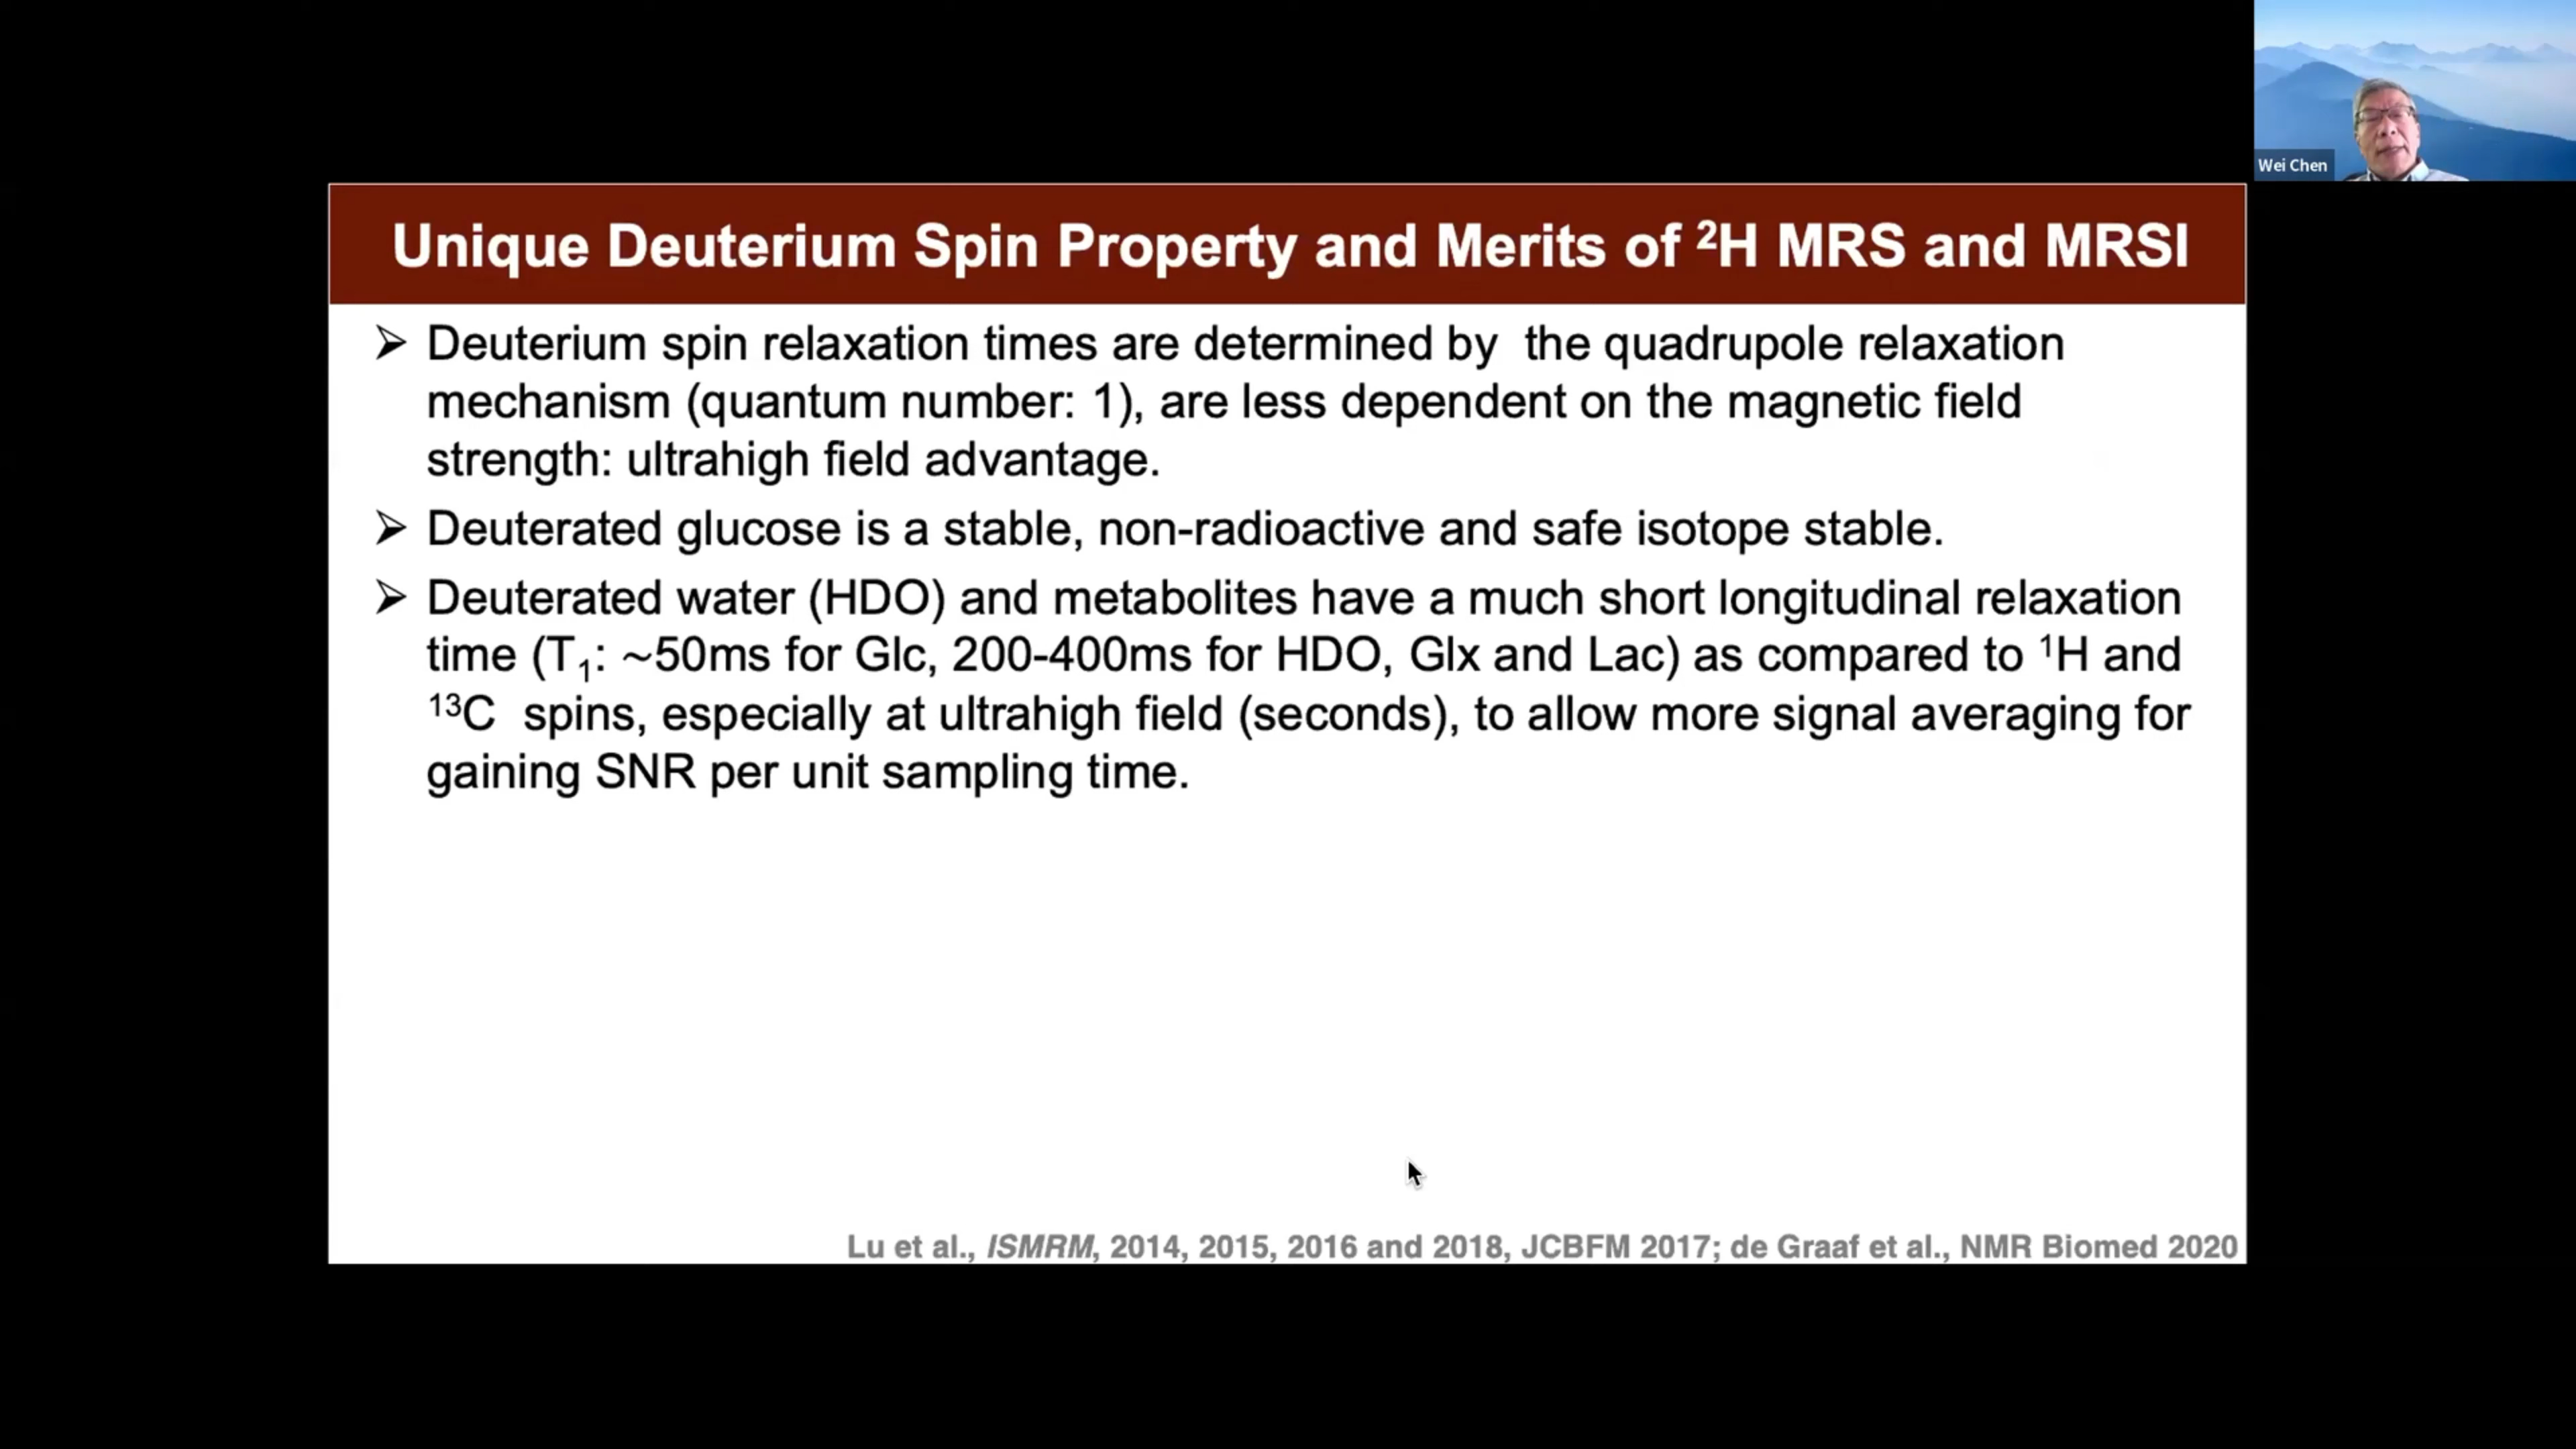 Wei Chen
Unique Deuterium Spin Property and Merits of ²H MRS and MRSI
➢ Deuterium spin relaxation times are determined by the quadrupole relaxation
mechanism (quantum number: 1), are less dependent on the magnetic field
strength: ultrahigh field advantage.
➢ Deuterated glucose is a stable, non-radioactive and safe isotope stable.
➢ Deuterated water (HDO) and metabolites have a much short longitudinal relaxation
time (T₁: ~50ms for Glc, 200-400ms for HDO, Glx and Lac) as compared to ¹H and
¹³C spins, especially at ultrahigh field (seconds), to allow more signal averaging for
gaining SNR per unit sampling time.
Lu et al., ISMRM, 2014, 2015, 2016 and 2018, JCBFM 2017; de Graaf et al., NMR Biomed 2020